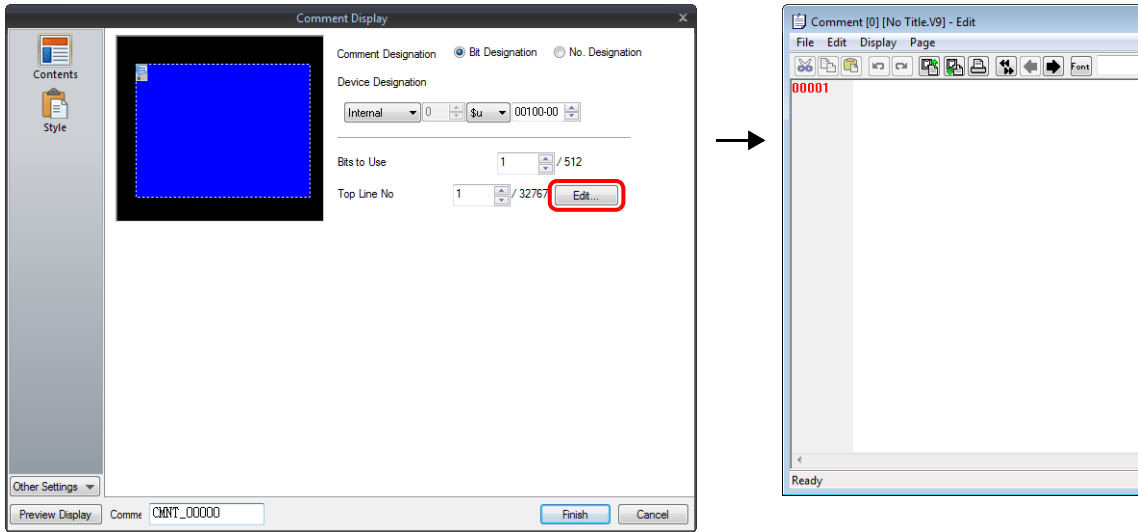 Comment Display
x
Contents
Style
Comment Designation Bit Designation No. Designation
Device Designation
Internal 0 $u 00100-00
Bits to Use 1 / 512
Top Line No 1 / 32767 Edit...
Other Settings
Preview Display Comme CMNT_00000 Finish Cancel
Comment [0] [No Title.V9] - Edit
File Edit Display Page
Font
00001
Ready